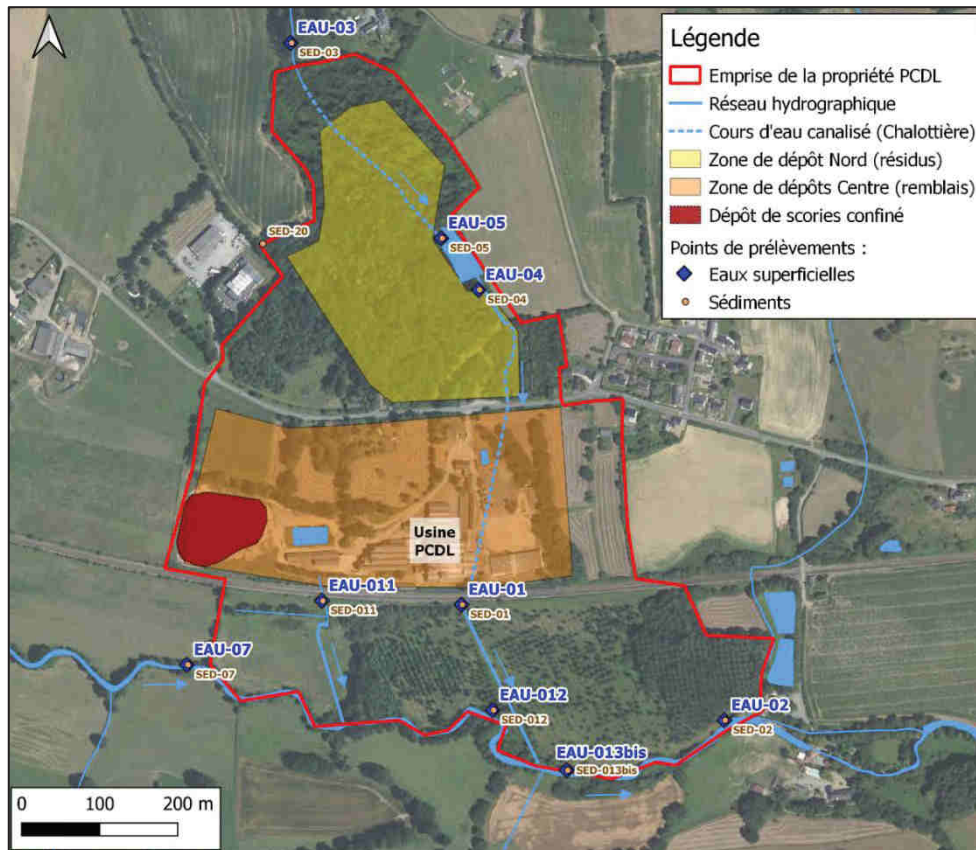 EAU-03
SED-03
Légende
Emprise de la propriété PCDL
Réseau hydrographique
Cours d'eau canalisé (Chalottière)
Zone de dépôt Nord (résidus)
Zone de dépôts Centre (remblais)
Dépôt de scories confiné
Points de prélèvements :
Eaux superficielles
Sédiments
SED-20
EAU-05
SED-05
EAU-04
SED-04
Usine
PCDL
EAU-011
SED-011
EAU-01
SED-01
EAU-07
SED-07
EAU-012
SED-012
EAU-02
SED-02
EAU-013bis
SED-013bis
0 100 200 m